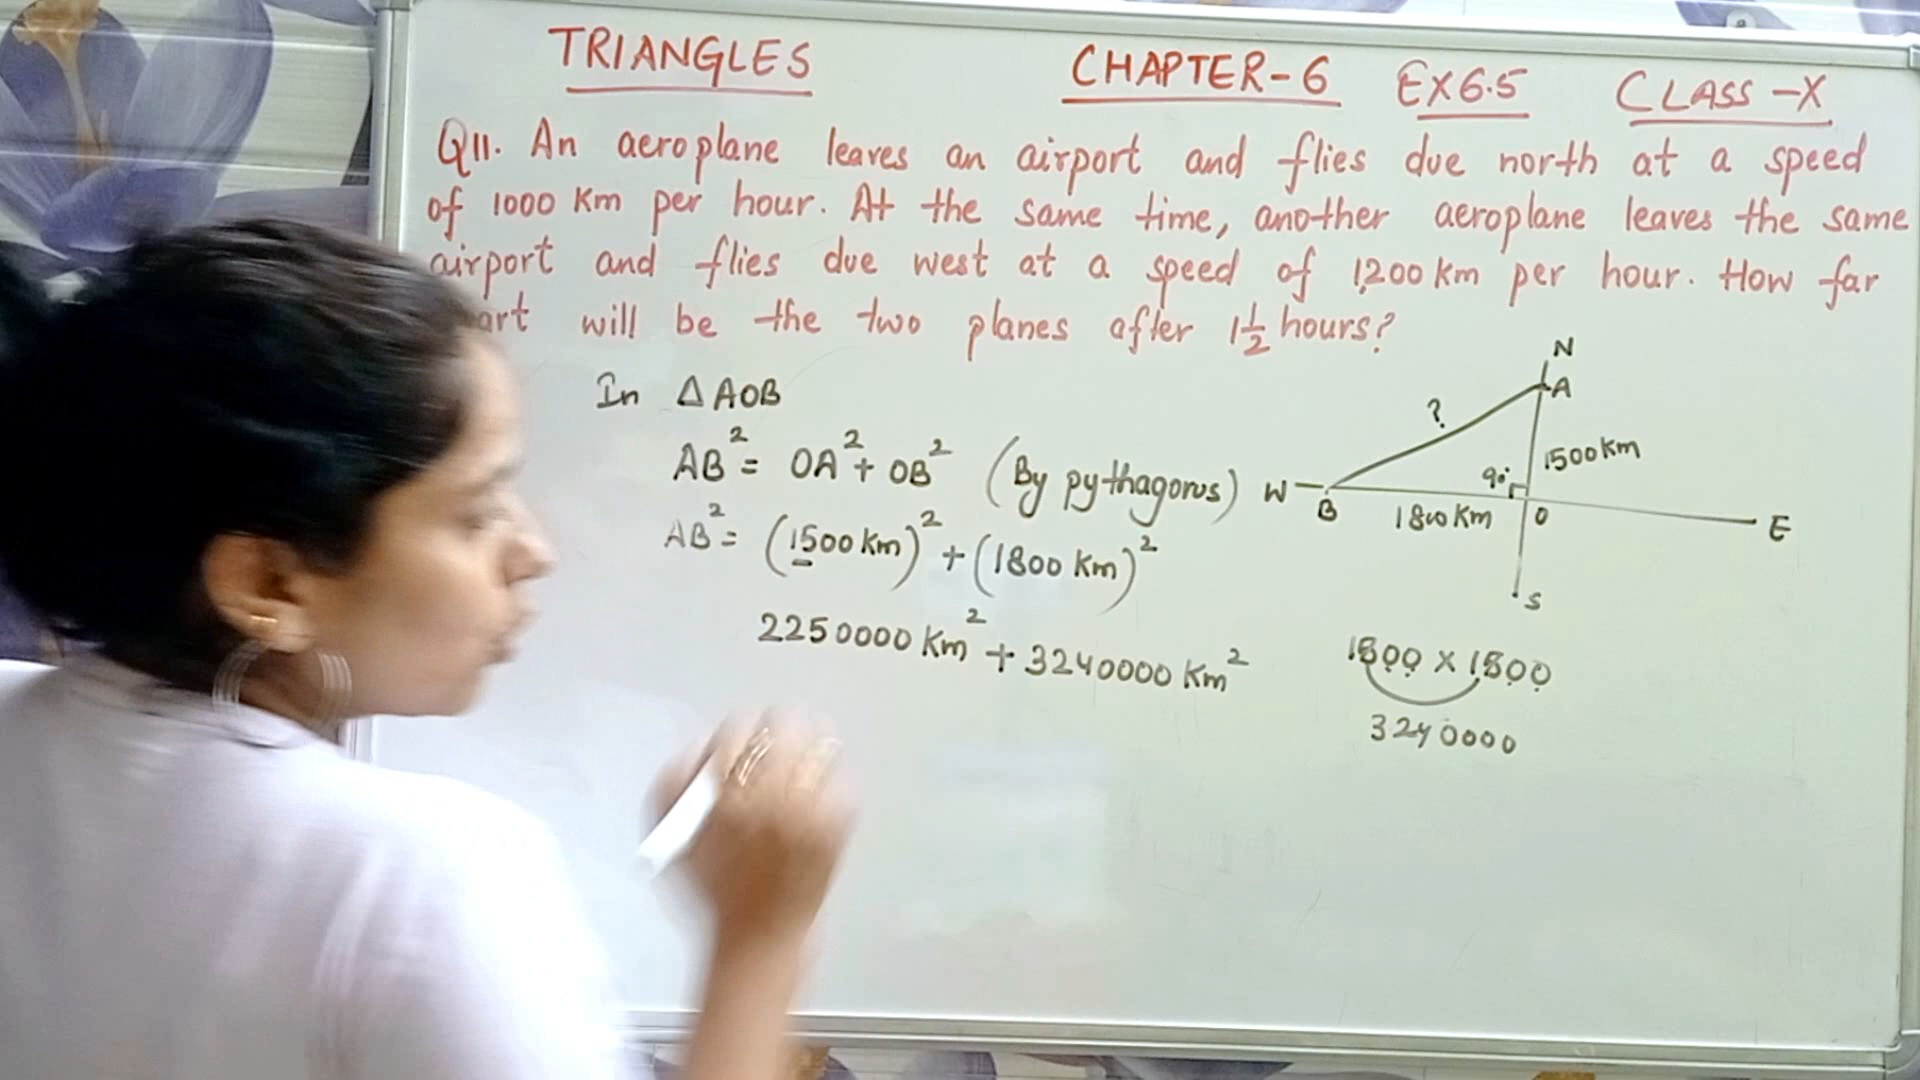 TRIANGLES CHAPTER-6 EX6.5 CLASS-X
Q11. An aeroplane leaves an airport and flies due north at a speed
of 1000 Km per hour. At the same time, another aeroplane leaves the same
airport and flies due west at a speed of 1,200 km per hour. How far
art will be the two planes after 1½ hours?
In △AOB
AB² = OA² + OB² (By pythagorus)
AB² = (1500 Km)² + (1800 Km)²
2250000 Km² + 3240000 Km²
N
A
?
1500 Km
90°
W
B
1800 Km
O
E
S
1800 × 1800
3240000